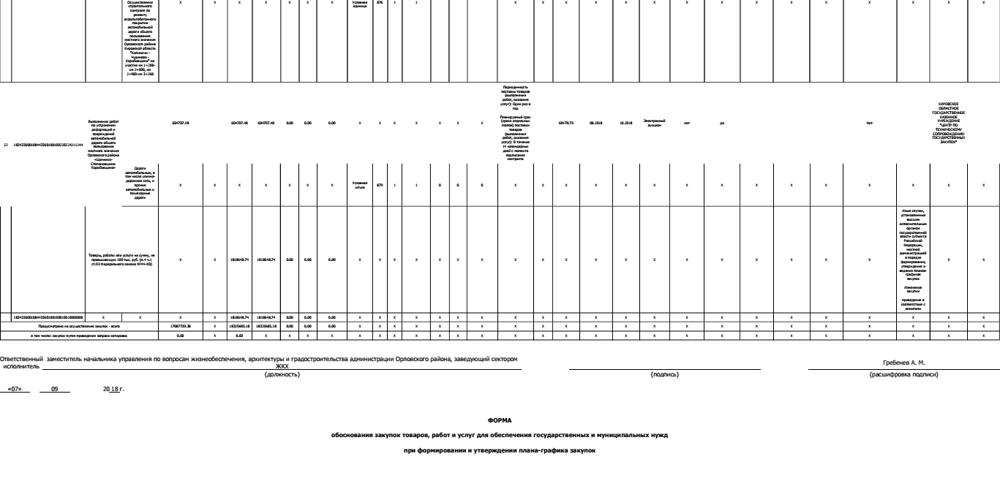 Осуществление
строительного
контроля по
ремонту
асфальтобетонного
покрытия
автомобильной
дороги общего
пользования
местного значения
Орловского района
Кировской области
"Калиничи -
Чудиново -
Коробовщина" на
участке км 1+200-
км 2+000, км
2+900-км 3+260
X X X X X X X Условная единица 876 1 1 X X X X X X X X X X X X X X
22
Выполнение работ
по устранению
деформаций и
повреждений
автомобильной
дороги общего
пользования
местного значения
Орловского района
604707.48 604707.48 604707.48 0.00 0.00 0.00 X X X X X X X
Периодичность
поставки товаров
(выполнения
работ, оказания
услуг): Один раз в
год
Планируемый срок
(сроки отдельных
этапов) поставки
товаров
(выполнения
работ, оказания
услуг): В течение
14 календарных
дней с момента
подписания
контракта
60470.75 08.2018 10.2018 Электронный аукцион нет да Нет
КИРОВСКОЕ
ОБЛАСТНОЕ
ГОСУДАРСТВЕННОЕ
КАЗЕННОЕ
УЧРЕЖДЕНИЕ
"ЦЕНТР ПО
ТЕХНИЧЕСКОМУ
СОПРОВОЖДЕНИЮ
ГОСУДАРСТВЕННЫХ
ЗАКУПОК"
Дороги
автомобильные, в
том числе улично-
дорожная сеть, и
прочие
автомобильные и
пешеходные
дороги
X X X X X X X Условная штука 879 1 1 0 0 0 X X X X X X X X X X X X X X
Товары, работы или услуги на сумму, не
превышающую 100 тыс. руб. (п.4 ч.1
ст.93 Федерального закона №44-ФЗ)
X X 1818648.74 1818648.74 0.00 0.00 0.00 X X X X X X X X X X X X X X X X X X X X X
Иные случаи,
установленные
высшим
исполнительным
органом
государственной
власти субъекта
Российской
Федерации,
местной
администрацией
в порядке
формирования,
утверждения и
ведения планов-
графиков
закупок
Изменение
закупки
приведение в
соответствие с
лимитами
X X X X 1818648.74 1818648.74 0.00 0.00 0.00 X X X X X X X X X X X X X X X X X X X X X
Предусмотрено на осуществление закупок - всего 17087739.38 X 18325685.18 18325685.18 0.00 0.00 0.00 X X X X X X X X X X X X X X X X X X X X X
в том числе: закупок путем проведения запроса котировок 0.00 X 0.00 X X X X X X X X X X X X X X X X X X X X X X X X X
Ответственный заместитель начальника управления по вопросам жизнеобеспечения, архитектуры и градостроительства администрации Орловского района, заведующий сектором
исполнитель ЖКХ Гребенев А. М.
(должность) (подпись) (расшифровка подписи)
«07» 09 20 18 г.
ФОРМА
обоснования закупок товаров, работ и услуг для обеспечения государственных и муниципальных нужд
при формировании и утверждении плана-графика закупок